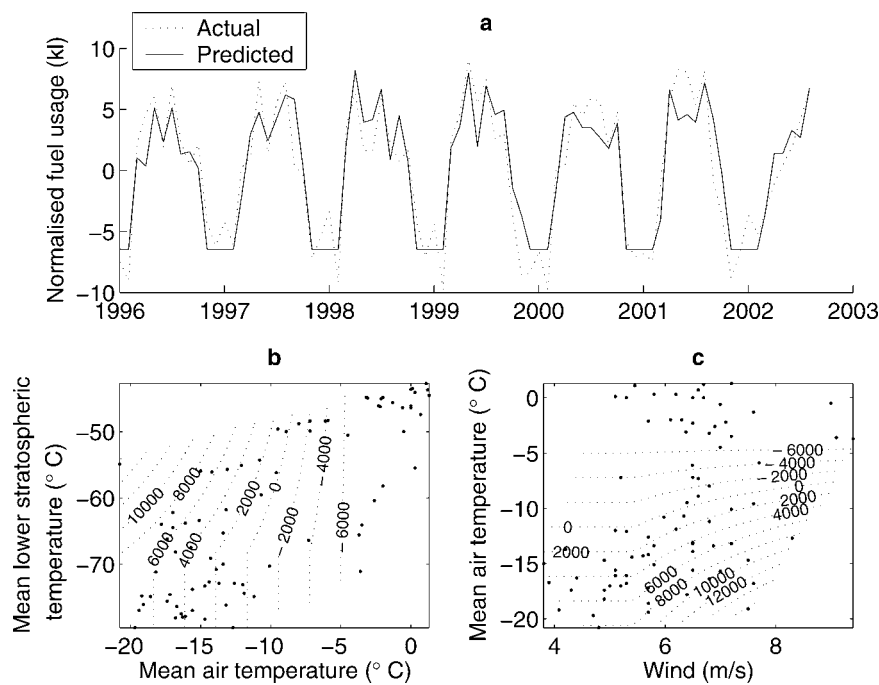 a
Actual
Predicted
Normalised fuel usage (kl)
10
5
0
−5
−10
1996 1997 1998 1999 2000 2001 2002 2003
b
Mean lower stratospheric
temperature (° C)
−50
−60
−70
10000
8000
6000
4000
2000
0
−2000
−4000
−6000
−20 −15 −10 −5 0
Mean air temperature (° C)
c
Mean air temperature (° C)
0
−5
−10
−15
−20
−6000
−4000
−2000
0
2000
4000
0
2000
6000
8000
10000
12000
4 6 8
Wind (m/s)